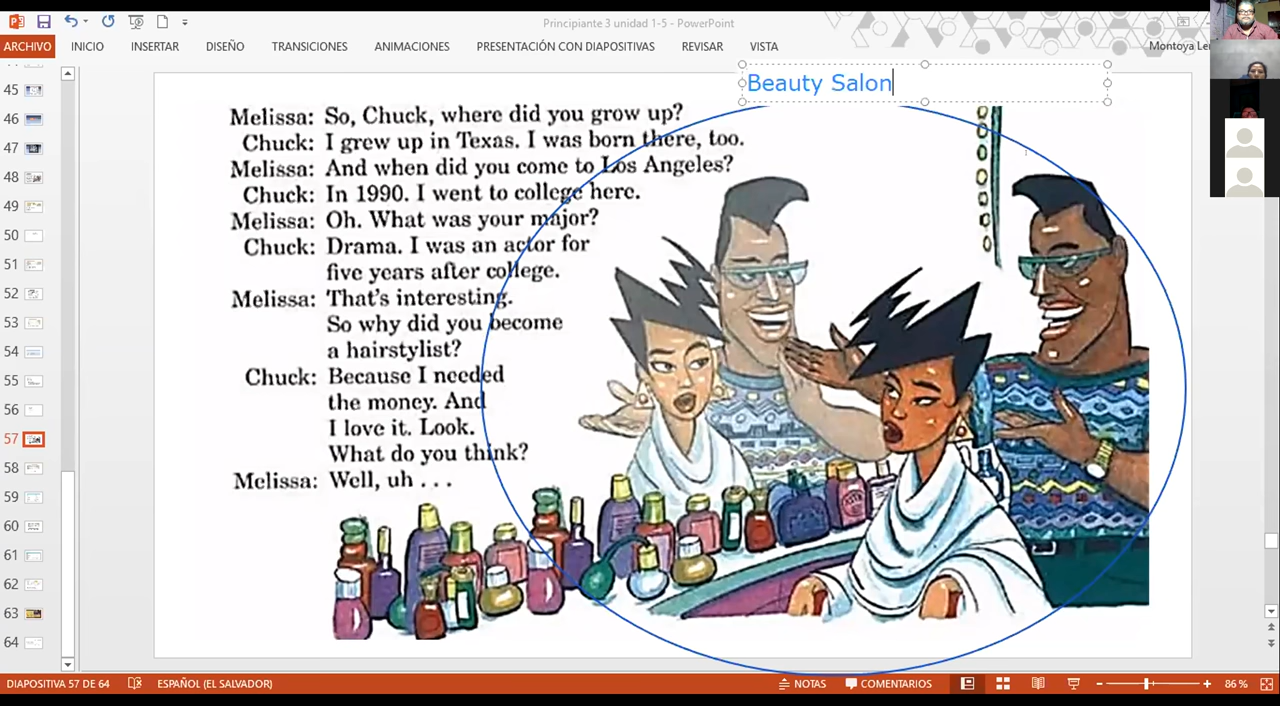 Principiante 3 unidad 1-5 - PowerPoint
ARCHIVO INICIO INSERTAR DISEÑO TRANSICIONES ANIMACIONES PRESENTACIÓN CON DIAPOSITIVAS REVISAR VISTA
Montoya
Beauty Salon
Melissa: So, Chuck, where did you grow up?
Chuck: I grew up in Texas. I was born there, too.
Melissa: And when did you come to Los Angeles?
Chuck: In 1990. I went to college here.
Melissa: Oh. What was your major?
Chuck: Drama. I was an actor for
five years after college.
Melissa: That's interesting.
So why did you become
a hairstylist?
Chuck: Because I needed
the money. And
I love it. Look.
What do you think?
Melissa: Well, uh . . .
45
46
47
48
49
50
51
52
53
54
55
56
57
58
59
60
61
62
63
64
DIAPOSITIVA 57 DE 64 ESPAÑOL (EL SALVADOR) NOTAS COMENTARIOS 86 %